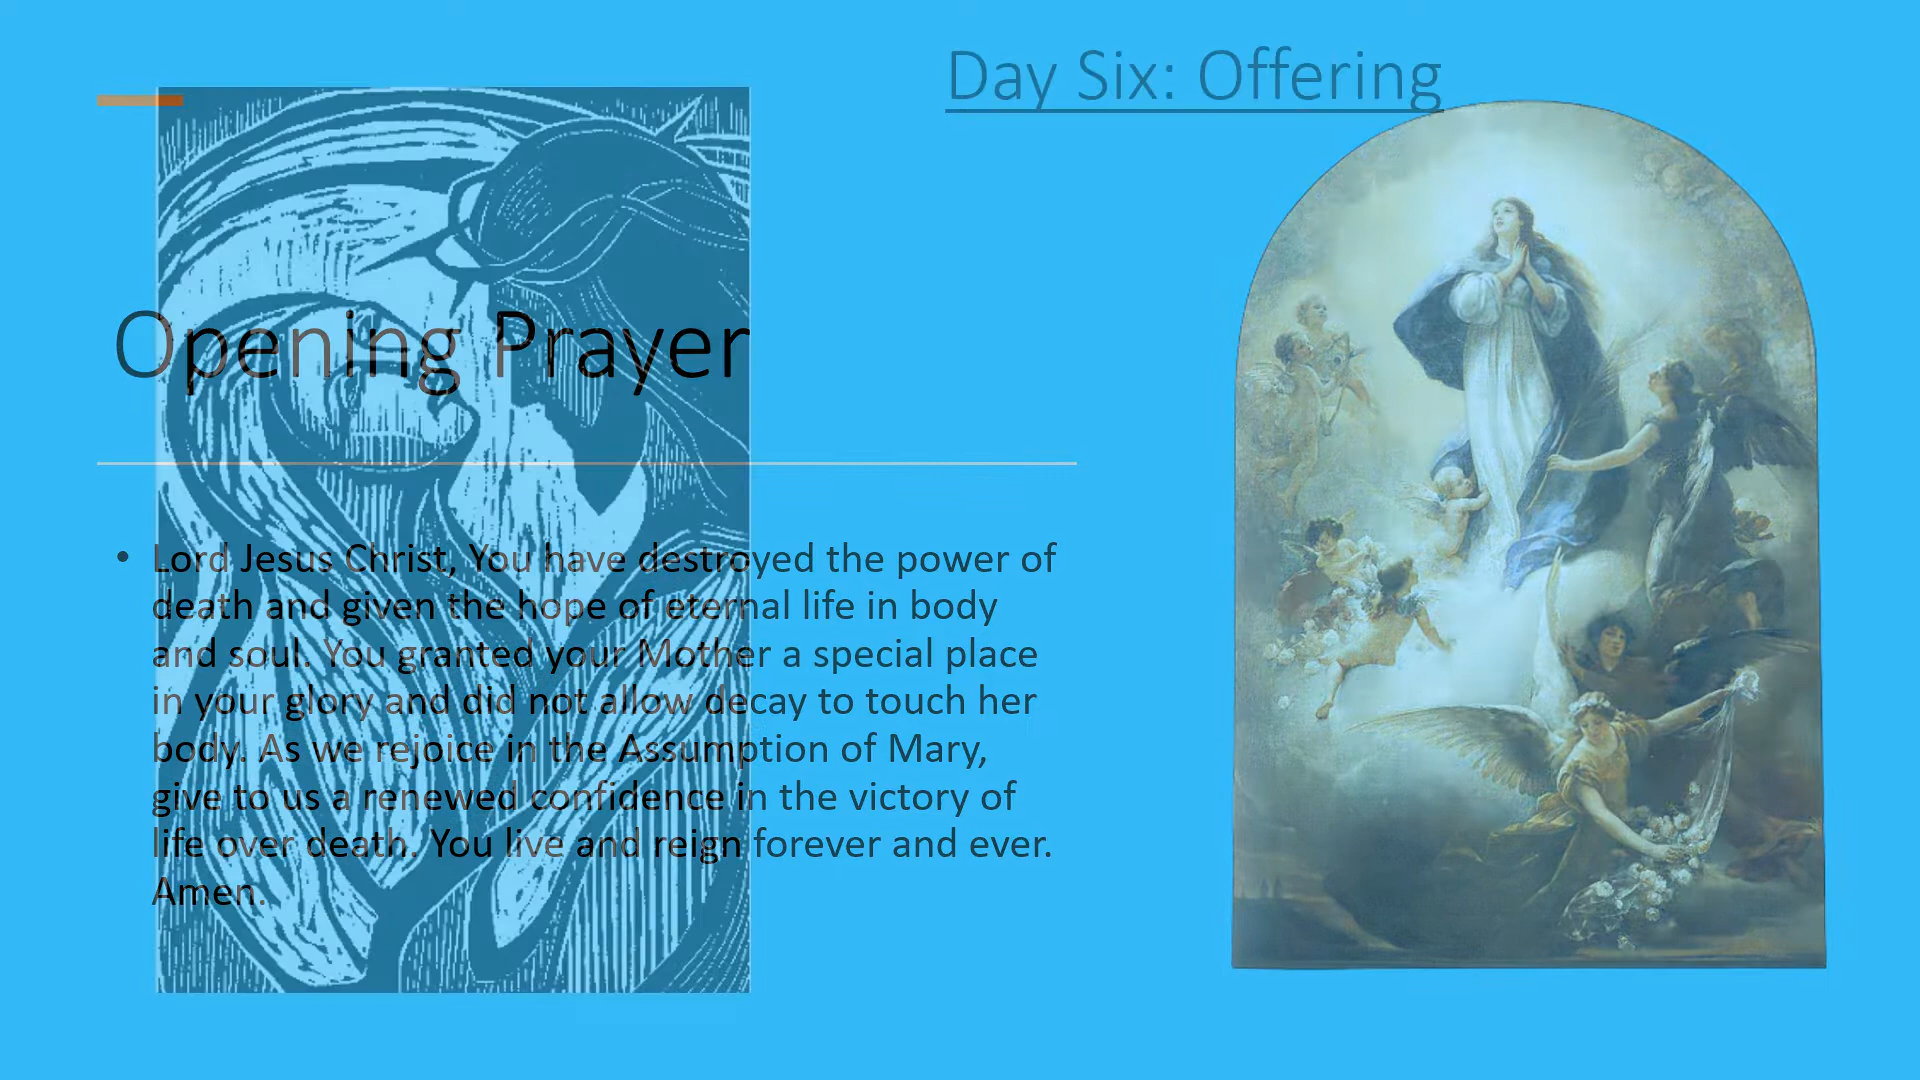 Day Six: Offering
Opening Prayer
• Lord Jesus Christ, You have destroyed the power of
death and given the hope of eternal life in body
and soul. You granted your Mother a special place
in your glory and did not allow decay to touch her
body. As we rejoice in the Assumption of Mary,
give to us a renewed confidence in the victory of
life over death. You live and reign forever and ever.
Amen.